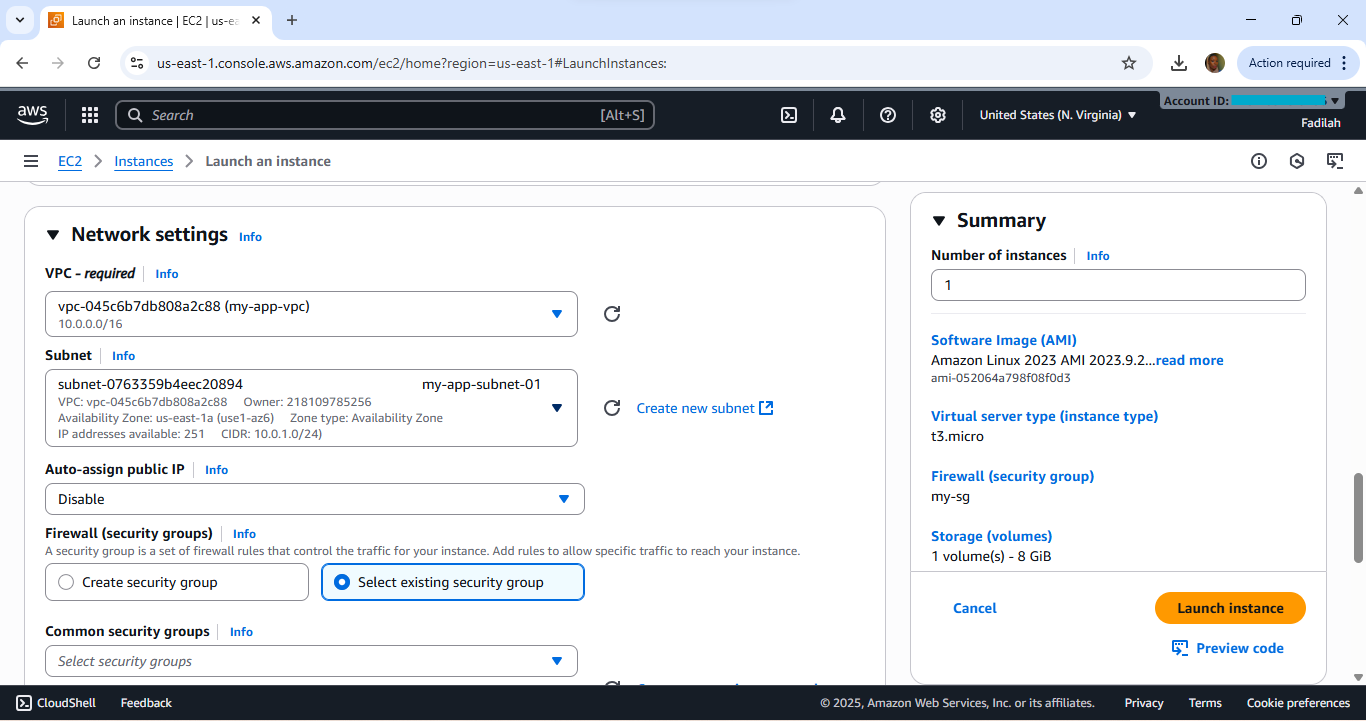 Launch an instance | EC2 | us-ea
us-east-1.console.aws.amazon.com/ec2/home?region=us-east-1#LaunchInstances:
Action required
aws
Search
[Alt+S]
United States (N. Virginia)
Account ID:
Fadilah
EC2
Instances
Launch an instance
Network settings Info
VPC - required Info
vpc-045c6b7db808a2c88 (my-app-vpc)
10.0.0.0/16
Subnet Info
subnet-0763359b4eec20894 my-app-subnet-01
VPC: vpc-045c6b7db808a2c88 Owner: 218109785256
Availability Zone: us-east-1a (use1-az6) Zone type: Availability Zone
IP addresses available: 251 CIDR: 10.0.1.0/24)
Create new subnet
Auto-assign public IP Info
Disable
Firewall (security groups) Info
A security group is a set of firewall rules that control the traffic for your instance. Add rules to allow specific traffic to reach your instance.
Create security group
Select existing security group
Common security groups Info
Select security groups
Summary
Number of instances Info
1
Software Image (AMI)
Amazon Linux 2023 AMI 2023.9.2...read more
ami-052064a798f08f0d3
Virtual server type (instance type)
t3.micro
Firewall (security group)
my-sg
Storage (volumes)
1 volume(s) - 8 GiB
Cancel
Launch instance
Preview code
CloudShell
Feedback
© 2025, Amazon Web Services, Inc. or its affiliates.
Privacy
Terms
Cookie preferences